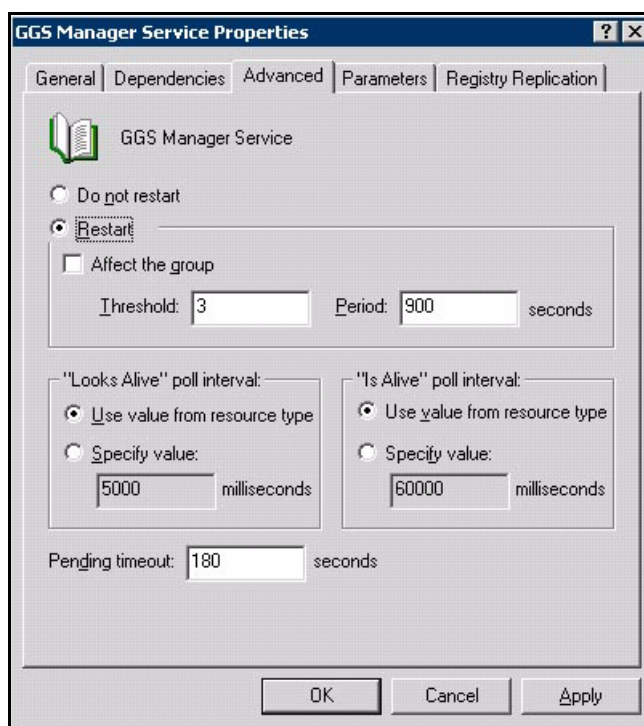 GGS Manager Service Properties
General Dependencies Advanced Parameters Registry Replication
GGS Manager Service
Do not restart
Restart
Affect the group
Threshold: 3 Period: 900 seconds
"Looks Alive" poll interval: "Is Alive" poll interval:
Use value from resource type Use value from resource type
Specify value: Specify value:
5000 milliseconds 60000 milliseconds
Pending timeout: 180 seconds
OK Cancel Apply